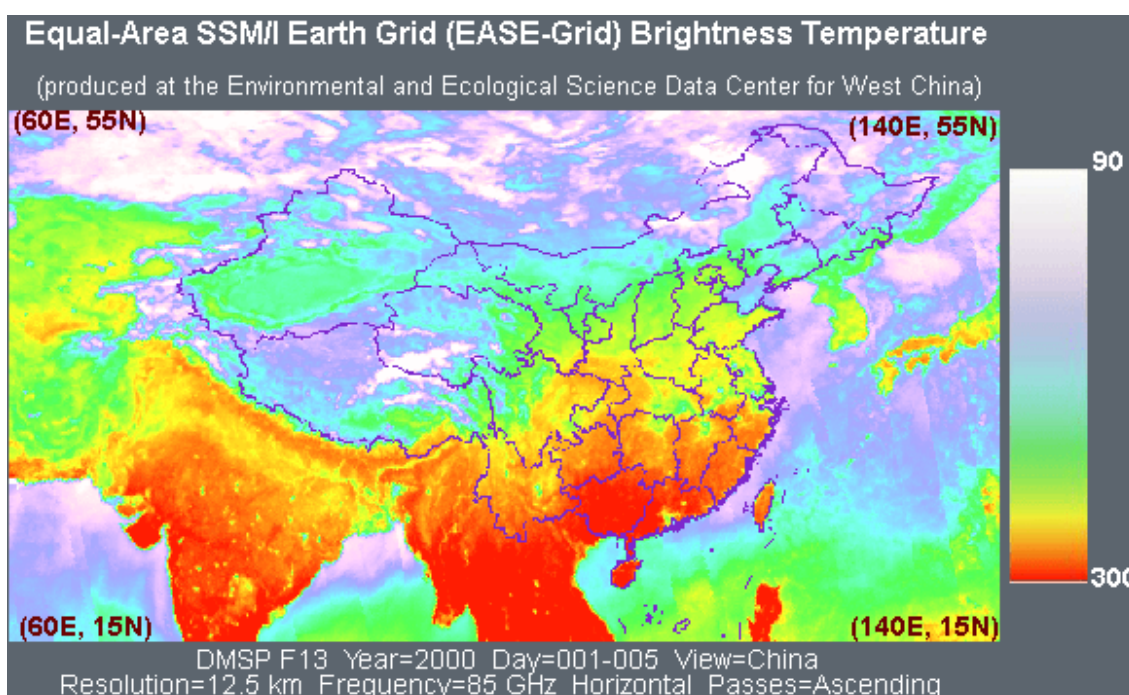 Equal-Area SSM/I Earth Grid (EASE-Grid) Brightness Temperature
(produced at the Environmental and Ecological Science Data Center for West China)
(60E, 55N)
(140E, 55N)
90
300
(60E, 15N)
(140E, 15N)
DMSP F13 Year=2000 Day=001-005 View=China
Resolution=12.5 km Frequency=85 GHz Horizontal Passes=Ascending